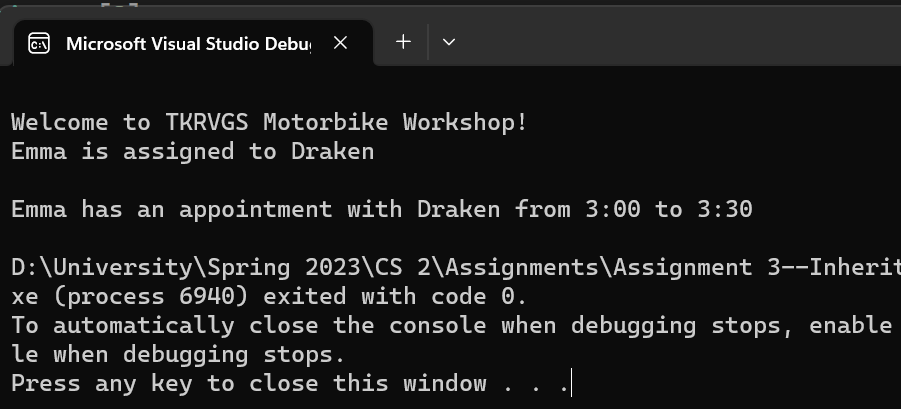 Microsoft Visual Studio Debu
Welcome to TKRVGS Motorbike Workshop!
Emma is assigned to Draken
Emma has an appointment with Draken from 3:00 to 3:30
D:\University\Spring 2023\CS 2\Assignments\Assignment 3--Inherit
xe (process 6940) exited with code 0.
To automatically close the console when debugging stops, enable
le when debugging stops.
Press any key to close this window . . .